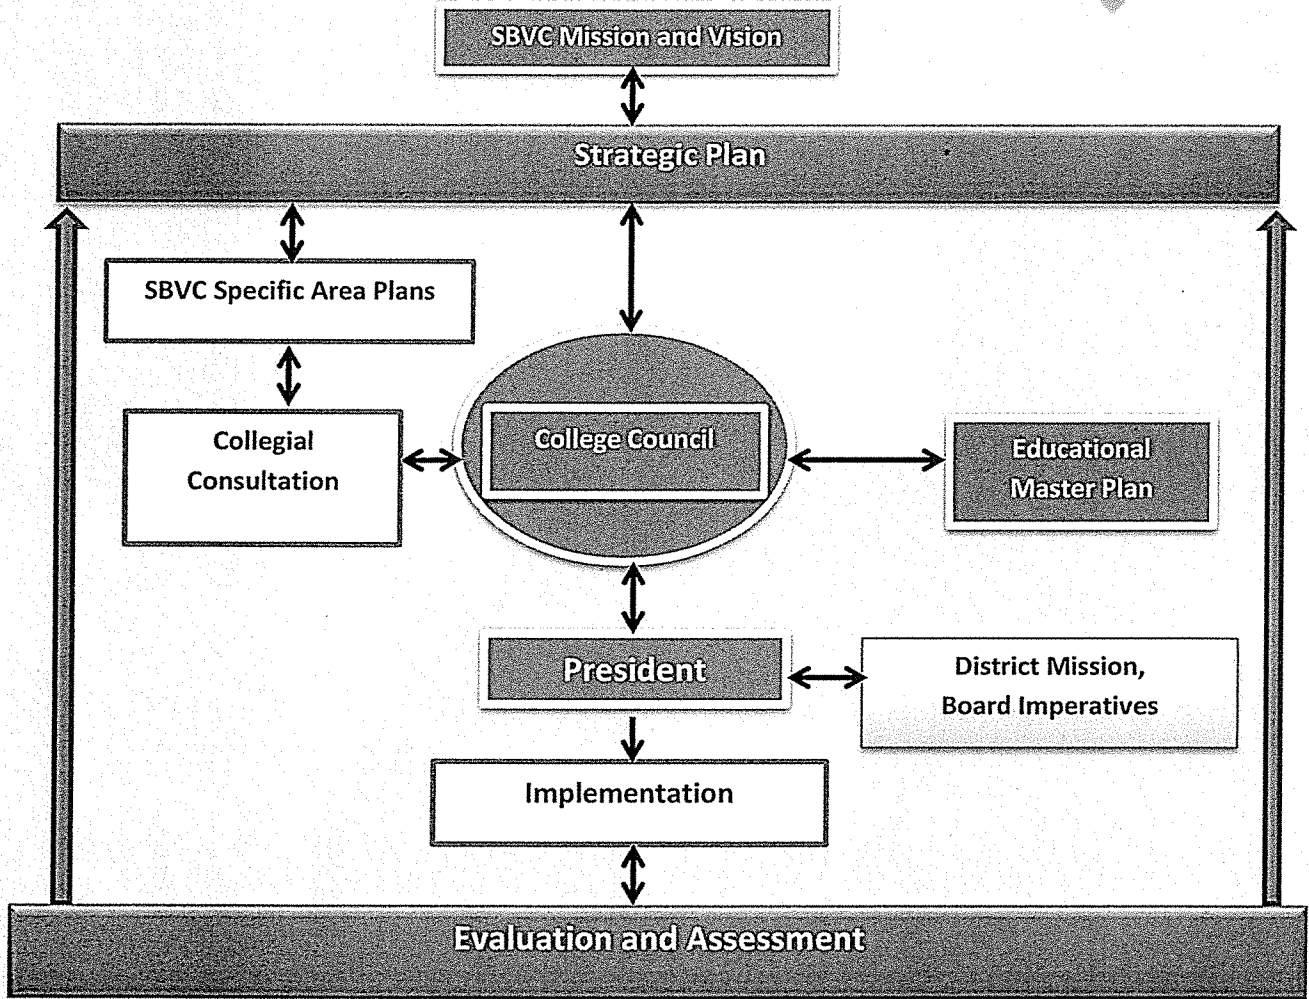 SBVC Mission and Vision
Strategic Plan
SBVC Specific Area Plans
Collegial
Consultation
College Council
Educational
Master Plan
President
District Mission,
Board Imperatives
Implementation
Evaluation and Assessment